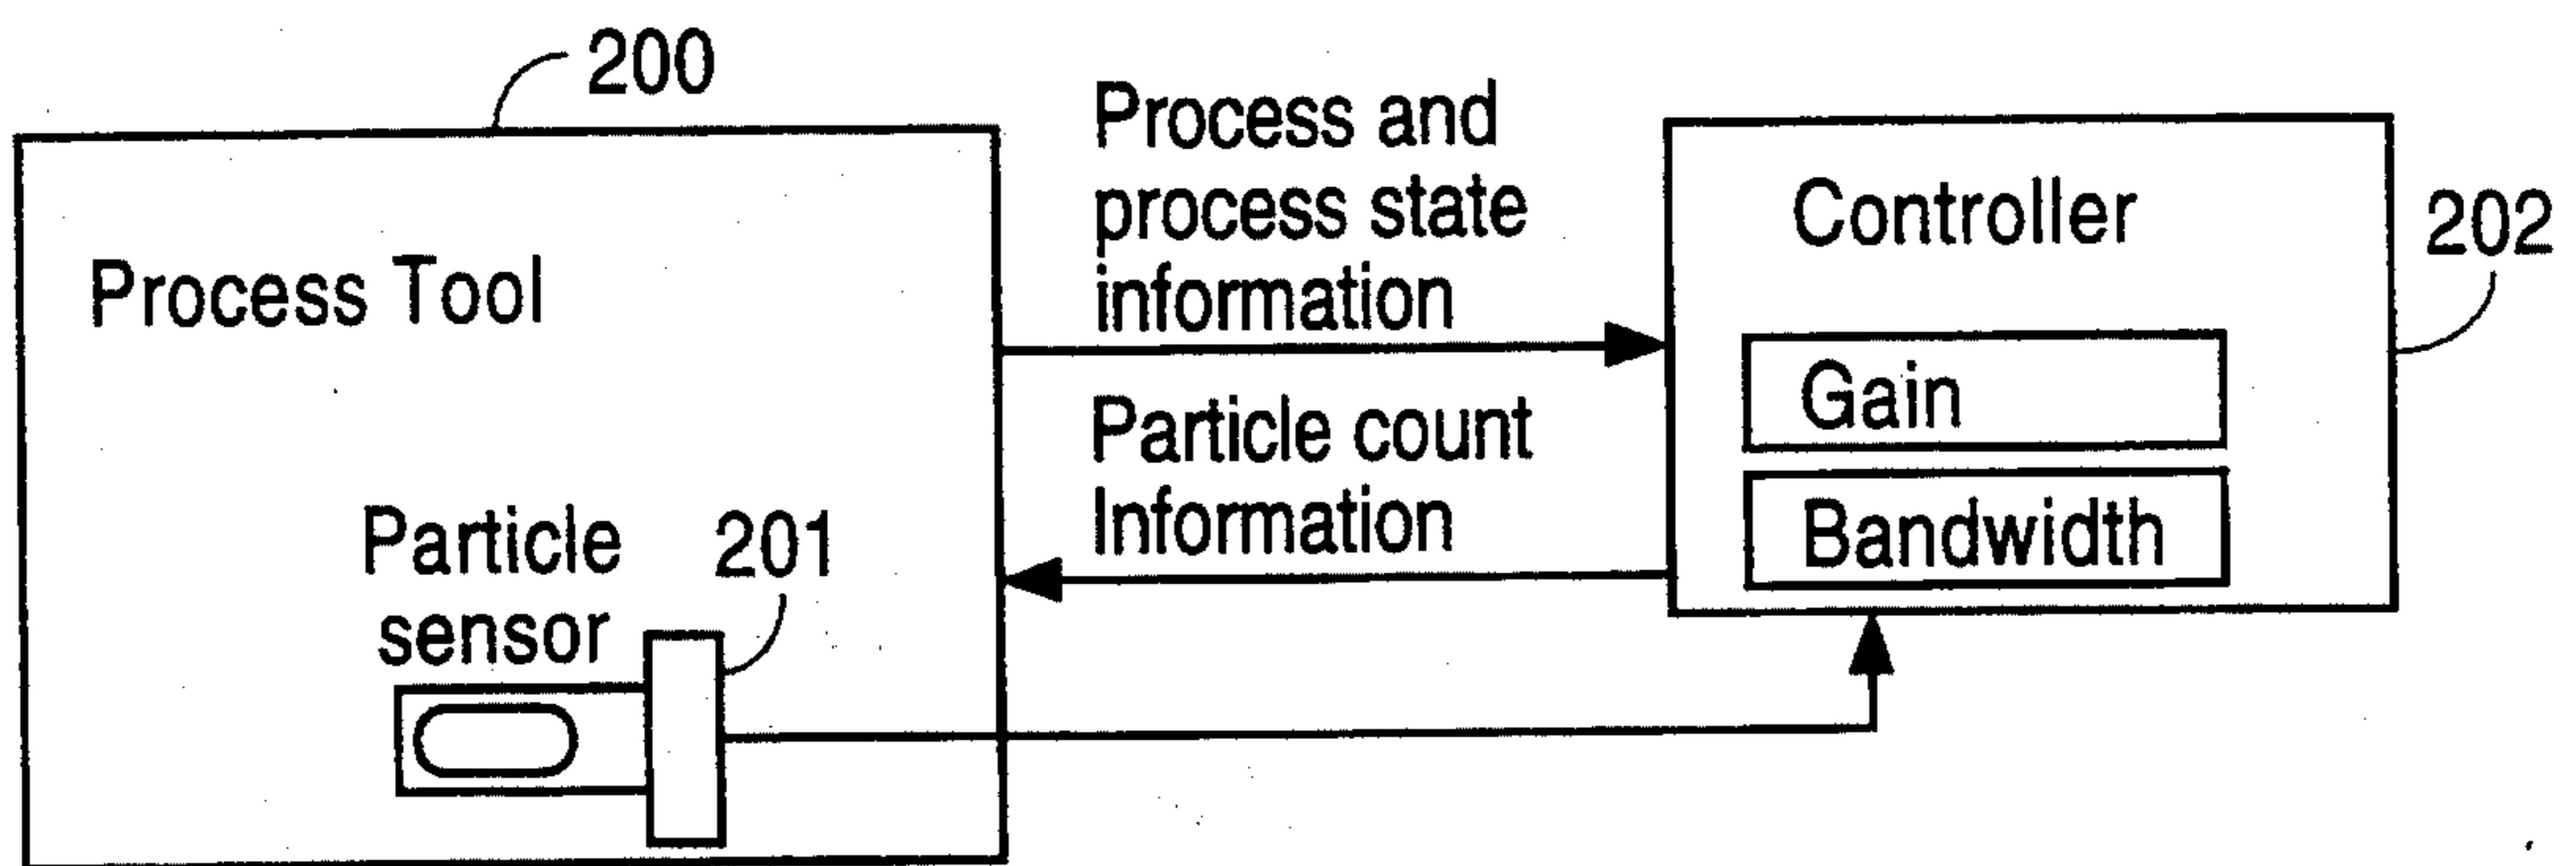 200
Process and
process state
information
Controller
202
Process Tool
Gain
Particle count
Information
Bandwidth
Particle
sensor
201